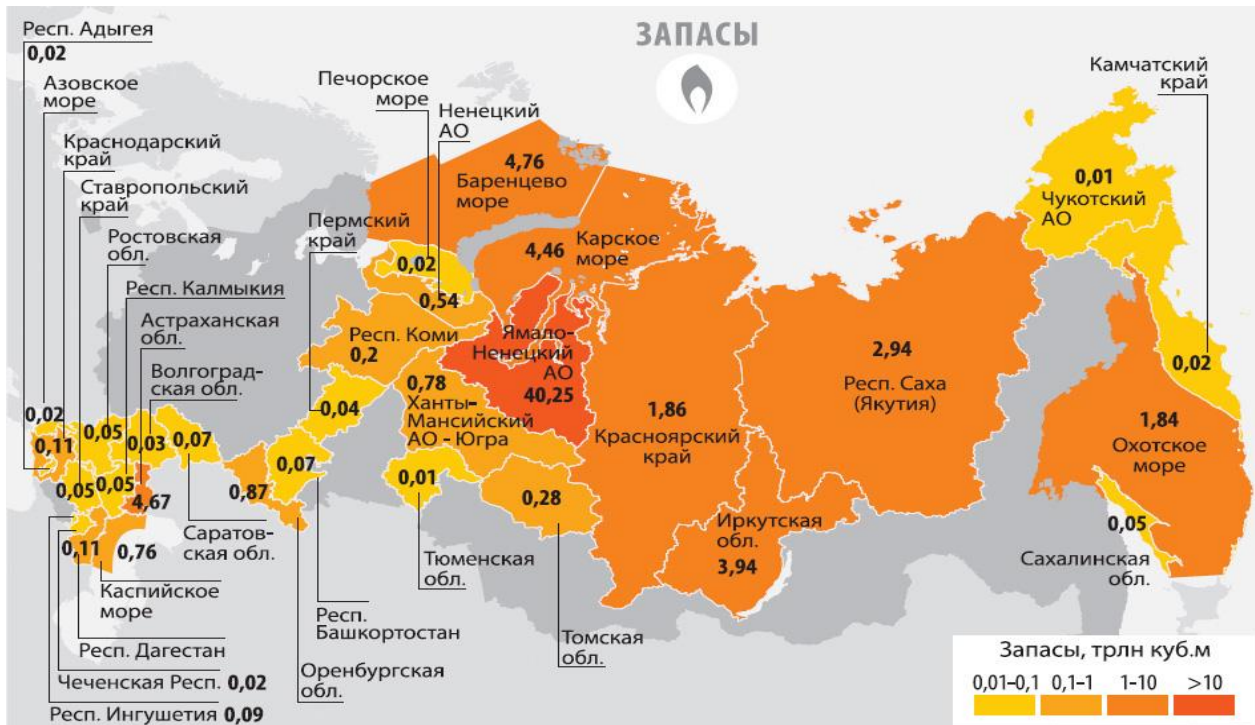 ЗАПАСЫ
Респ. Адыгея
0,02
Азовское
море
Краснодарский
край
Ставропольский
край
Ростовская
обл.
Респ. Калмыкия
Астраханская
обл.
Волгоград-
ская обл.
Печорское
море
Ненецкий
АО
Пермский
край
4,76
Баренцево
море
4,46
Карское
море
0,02
0,54
Респ. Коми
0,2
Ямало-
Ненецкий
АО
40,25
0,78
Ханты-
Мансийский
АО - Югра
0,04
1,86
Красноярский
край
2,94
Респ. Саха
(Якутия)
Камчатский
край
0,01
Чукотский
АО
0,02
1,84
Охотское
море
0,05
Сахалинская
обл.
0,02
0,11
0,05
0,03
0,07
0,05
0,05
4,67
0,11
0,76
0,87
0,07
0,01
0,28
Иркутская
обл.
3,94
Саратов-
ская обл.
Каспийское
море
Респ. Дагестан
Чеченская Респ. 0,02
Респ. Ингушетия 0,09
Оренбургская
обл.
Респ.
Башкортостан
Тюменская
обл.
Томская
обл.
Запасы, трлн куб.м
0,01–0,1 0,1–1 1–10 >10